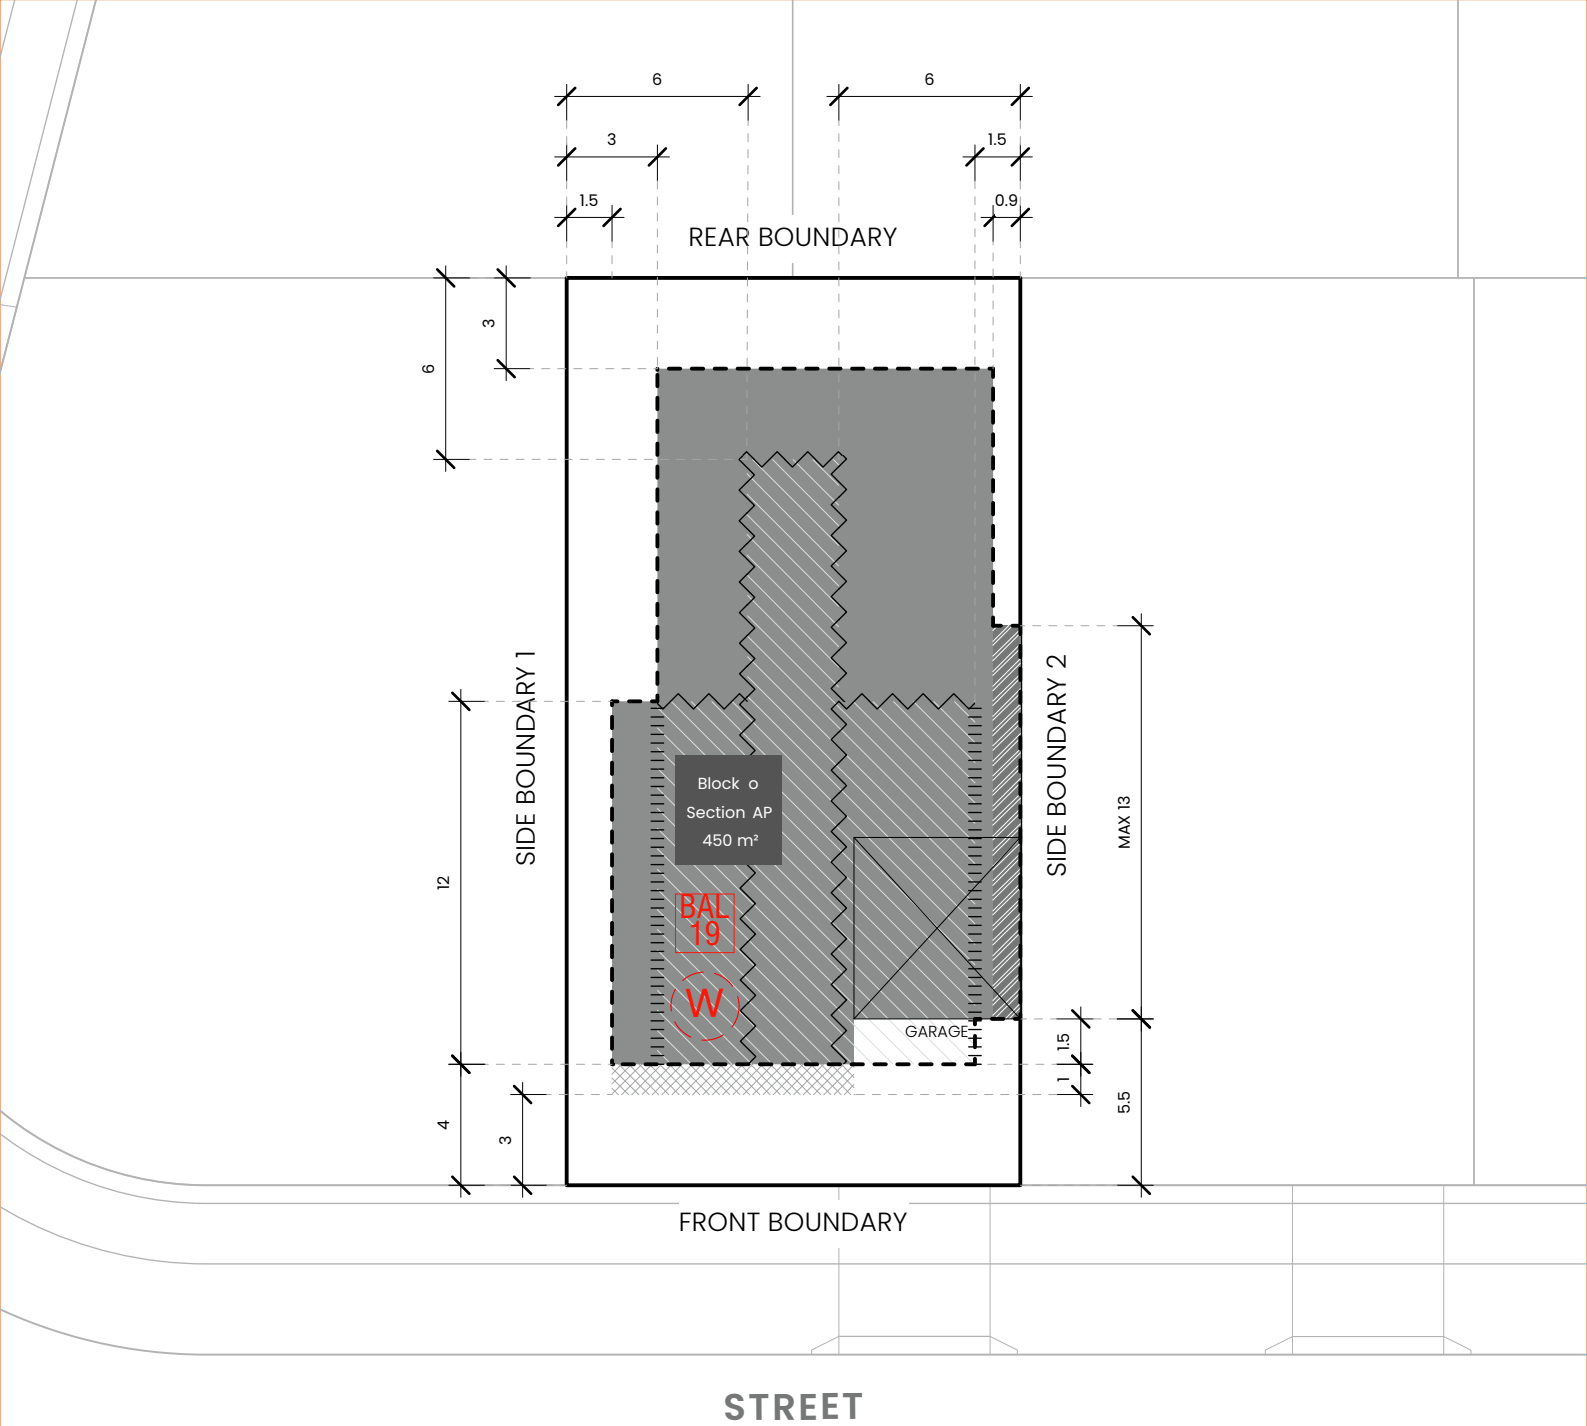 6
6
3
1.5
1.5
0.9
REAR BOUNDARY
3
6
SIDE BOUNDARY 1
SIDE BOUNDARY 2
Block o
Section AP
450 m²
MAX 13
12
BAL
19
W
GARAGE
1.5
1
5.5
4
3
FRONT BOUNDARY
STREET